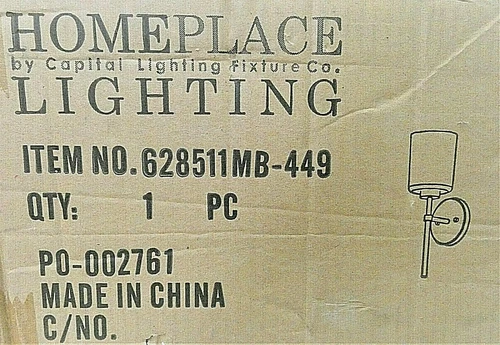 HOMEPLACE
by Capital Lighting Fixture Co.
LIGHTING
ITEM NO. 628511MB-449
QTY: 1 PC
PO-002761
MADE IN CHINA
C/NO.